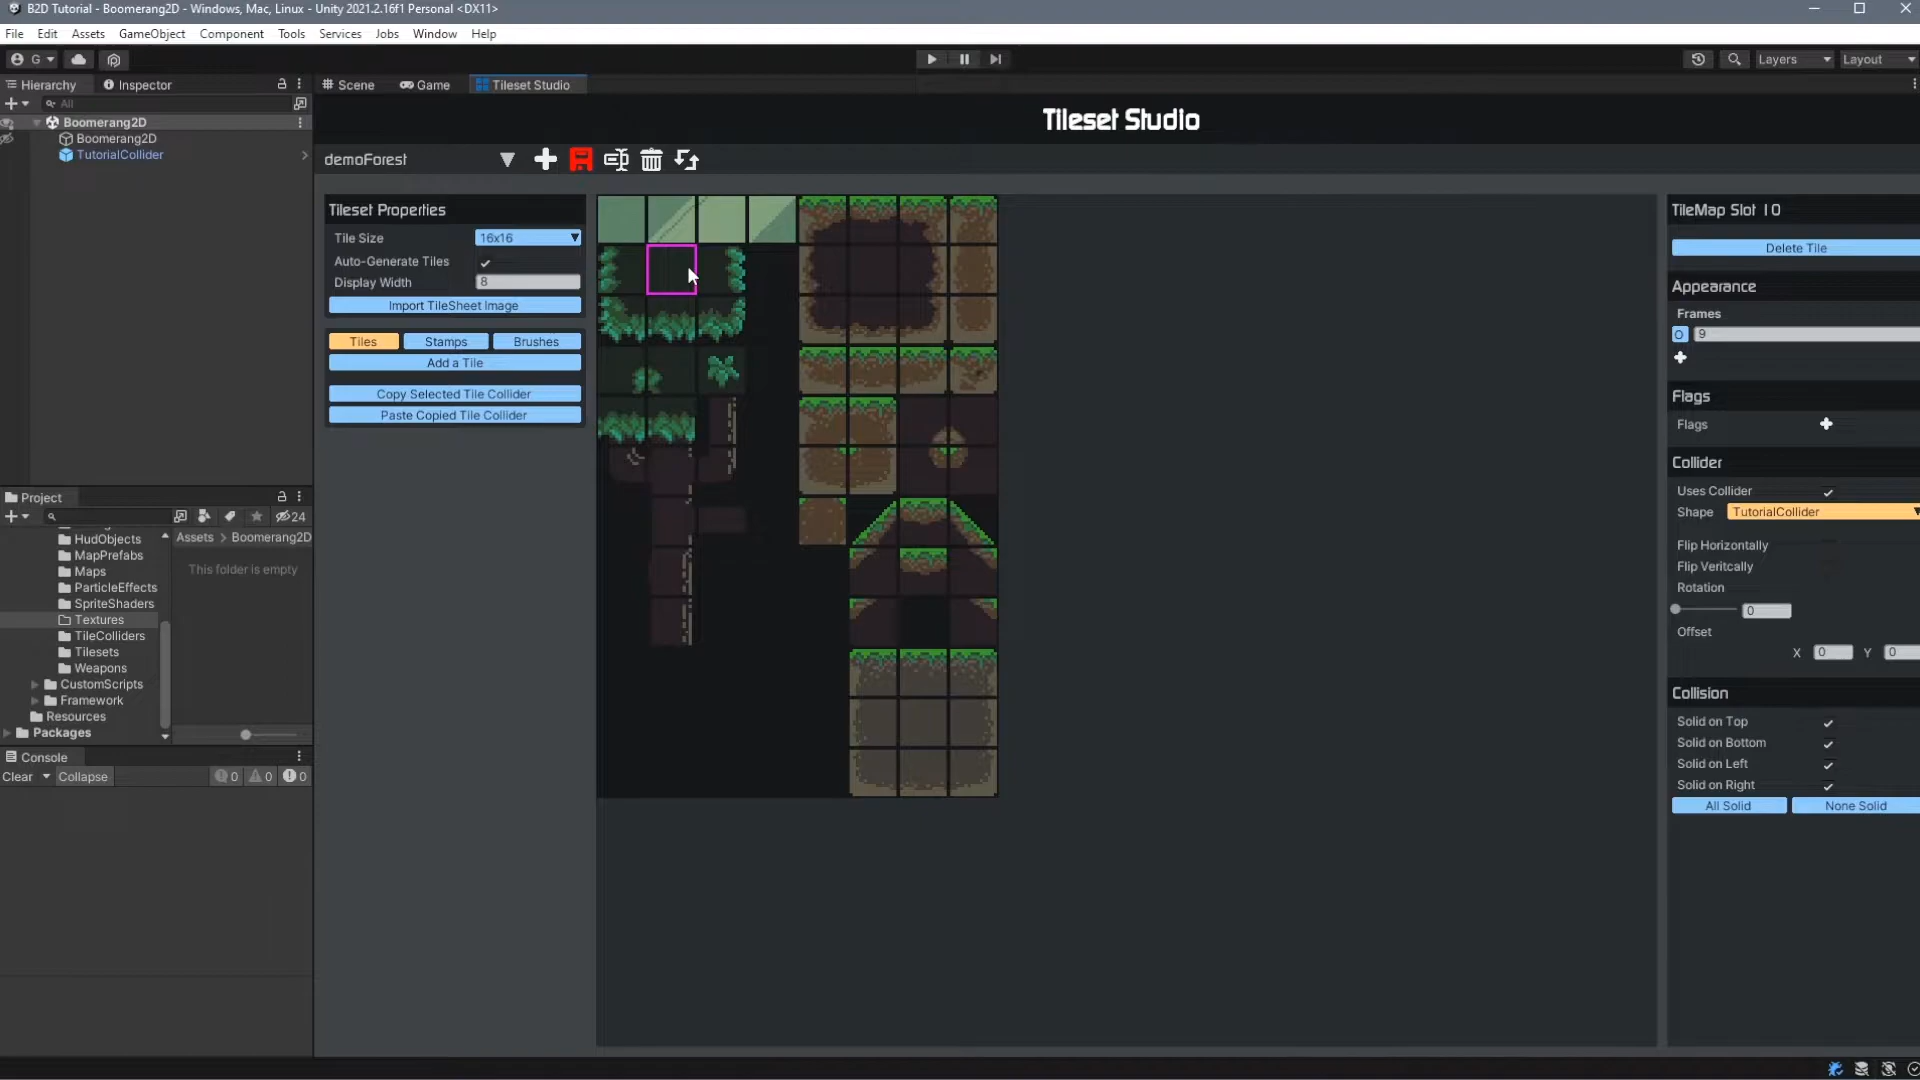 B2D Tutorial - Boomerang2D - Windows, Mac, Linux - Unity 2021.2.16f1 Personal <DX11>
File Edit Assets GameObject Component Tools Services Jobs Window Help
G Layers Layout
Hierarchy Inspector Scene Game Tileset Studio
All
Boomerang2D
Boomerang2D
TutorialCollider
Tileset Studio
demoForest
Tileset Properties
Tile Size 16x16
Auto-Generate Tiles
Display Width 8
Import TileSheet Image
Tiles Stamps Brushes
Add a Tile
Copy Selected Tile Collider
Paste Copied Tile Collider
TileMap Slot 10
Delete Tile
Appearance
Frames
0 9
Flags
Flags
Collider
Uses Collider
Shape TutorialCollider
Flip Horizontally
Flip Veritcally
Rotation
0
Offset
X 0 Y 0
Collision
Solid on Top
Solid on Bottom
Solid on Left
Solid on Right
All Solid None Solid
Project
24
Assets > Boomerang2D
This folder is empty
HudObjects
MapPrefabs
Maps
ParticleEffects
SpriteShaders
Textures
TileColliders
Tilesets
Weapons
CustomScripts
Framework
Resources
Packages
Console
Clear Collapse 0 0 0